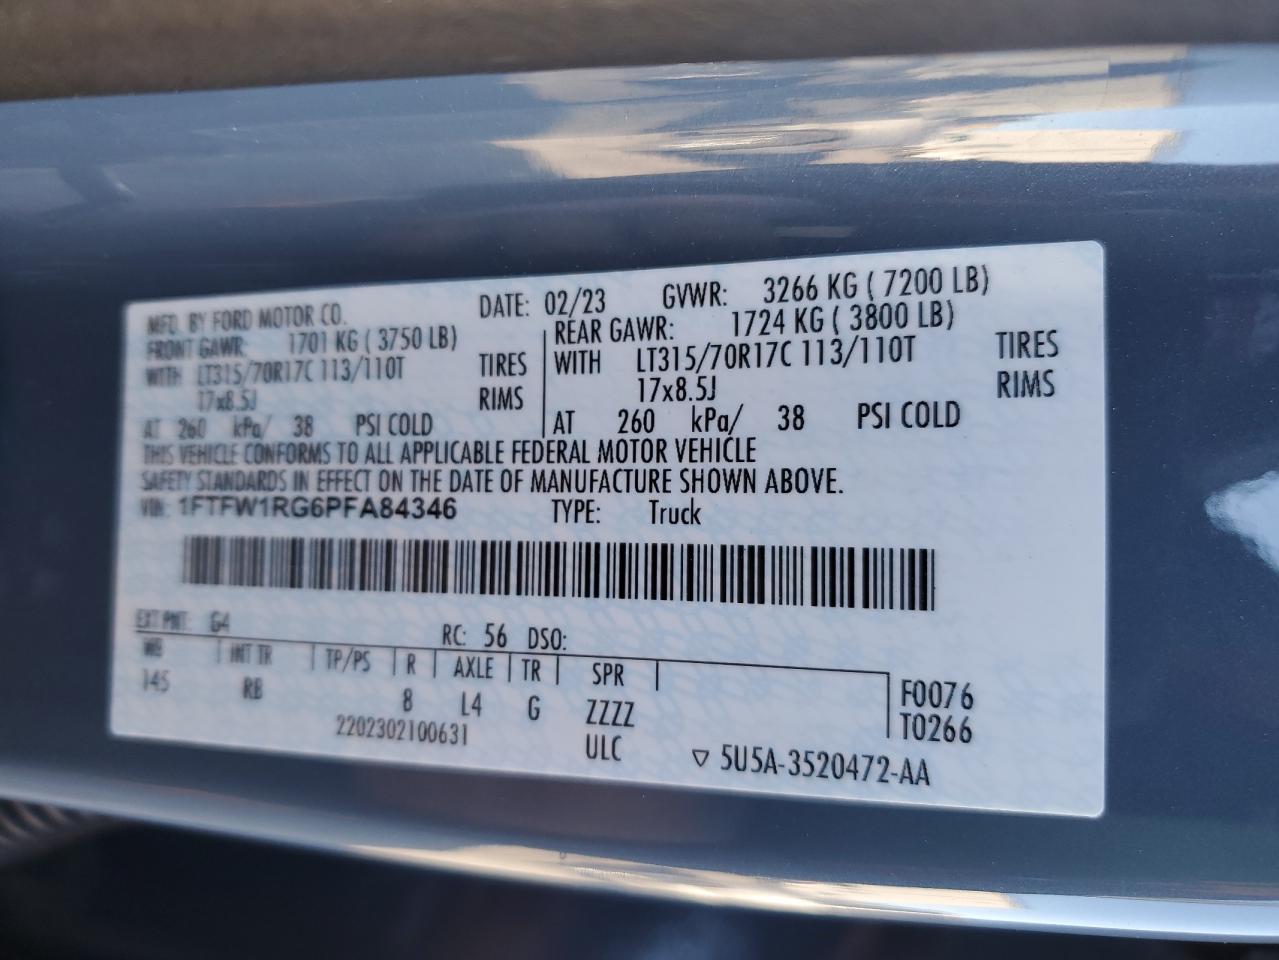 MFD. BY FORD MOTOR CO. DATE: 02/23 GVWR: 3266 KG ( 7200 LB)
FRONT GAWR: 1701 KG ( 3750 LB) REAR GAWR: 1724 KG ( 3800 LB)
WITH LT315/70R17C 113/110T TIRES WITH LT315/70R17C 113/110T TIRES
17x8.5J RIMS 17x8.5J RIMS
AT 260 kPa/ 38 PSI COLD AT 260 kPa/ 38 PSI COLD
THIS VEHICLE CONFORMS TO ALL APPLICABLE FEDERAL MOTOR VEHICLE
SAFETY STANDARDS IN EFFECT ON THE DATE OF MANUFACTURE SHOWN ABOVE.
VIN: 1FTFW1RG6PFA84346 TYPE: Truck
EXT PNT: G4 RC: 56 DSO:
WB INT TR TP/PS R AXLE TR SPR
145 RB 8 L4 G ZZZZ F0076
2202302100631 ULC T0266
▽ 5U5A-3520472-AA